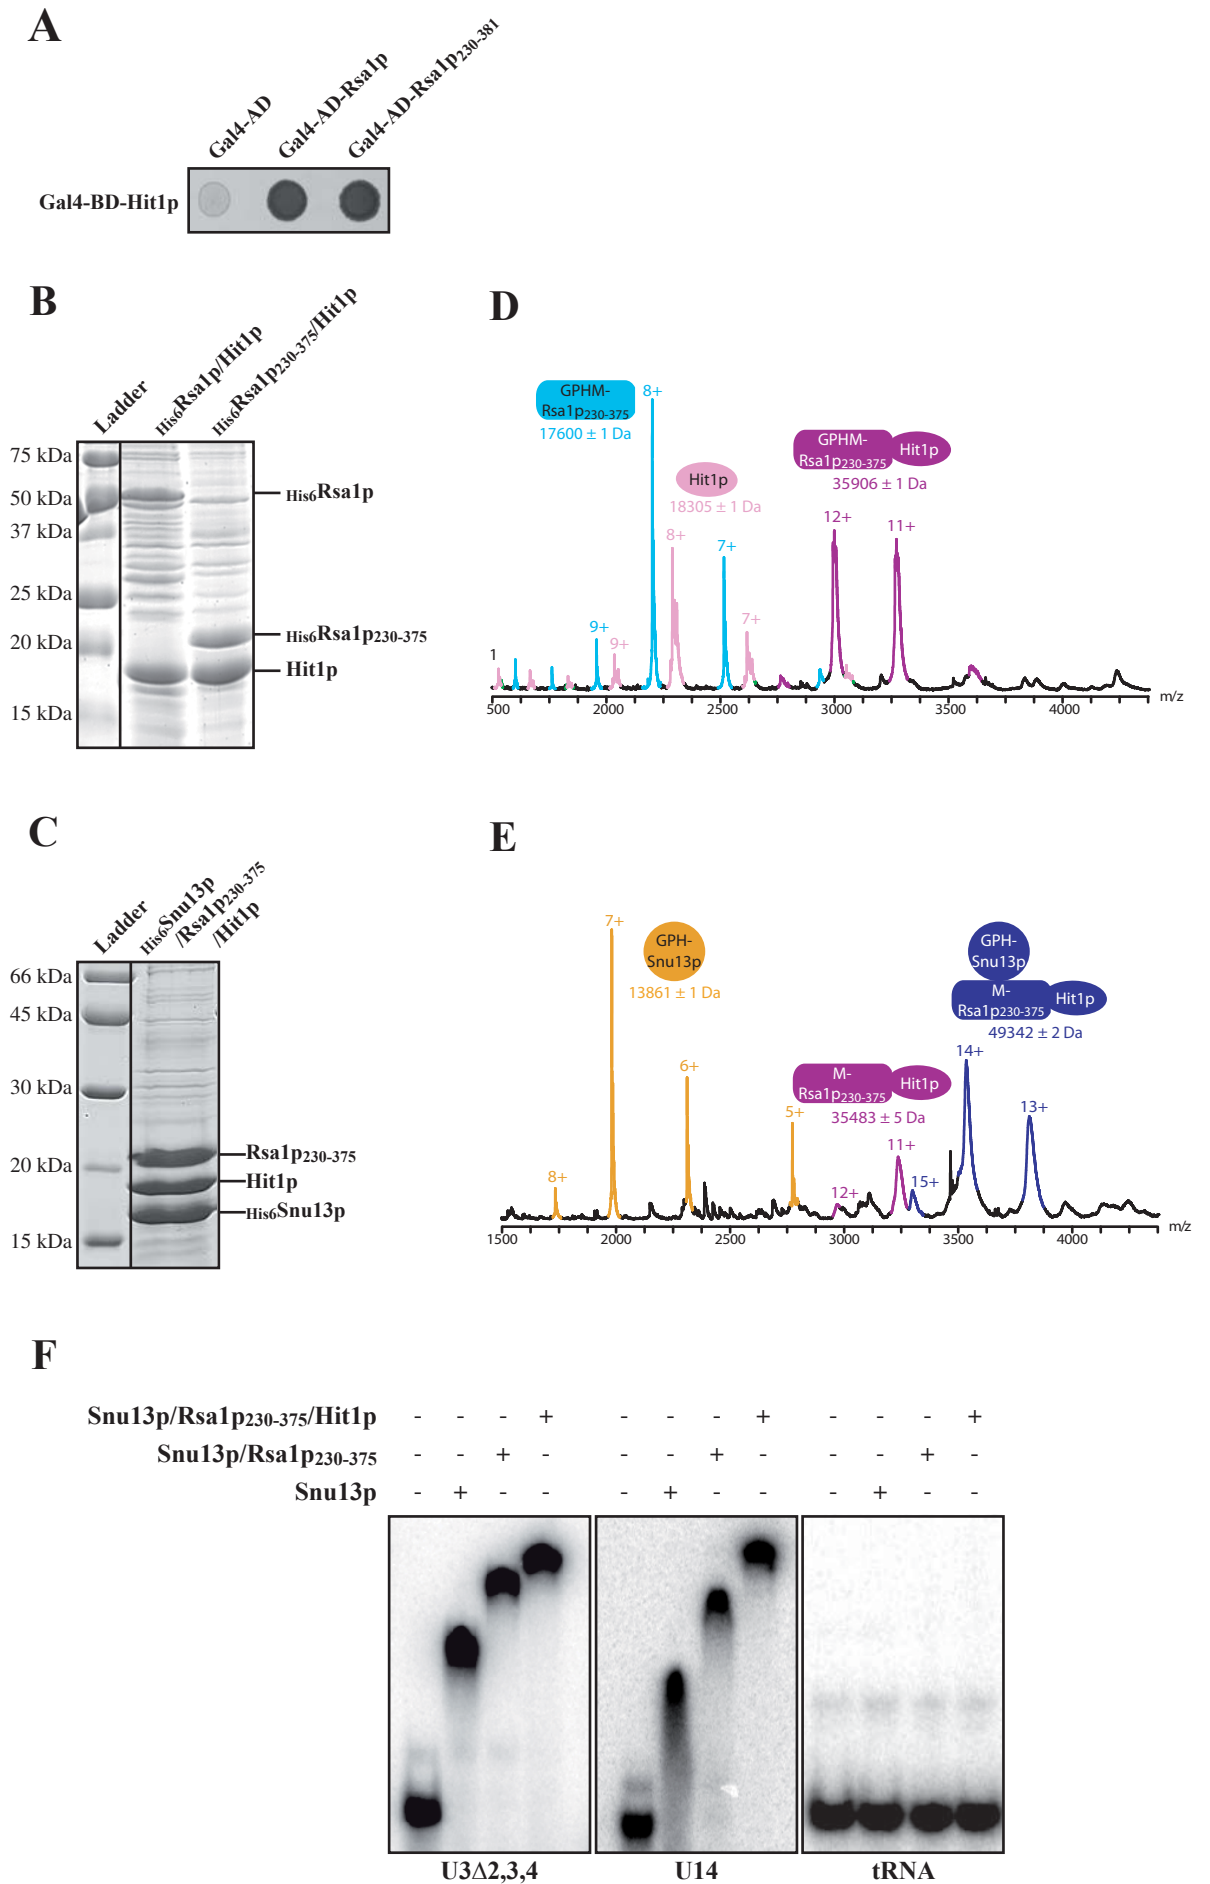 A
Gal4-AD
Gal4-AD-Rsa1p
Gal4-AD-Rsa1p230-381
Gal4-BD-Hit1p
B
Ladder
His6Rsa1p/Hit1p
His6Rsa1p230-375/Hit1p
75 kDa
50 kDa
37 kDa
25 kDa
20 kDa
15 kDa
His6Rsa1p
His6Rsa1p230-375
Hit1p
D
GPHM-
Rsa1p230-375
17600 ± 1 Da
8+
Hit1p
18305 ± 1 Da
GPHM-
Rsa1p230-375
Hit1p
35906 ± 1 Da
12+
11+
8+
7+
7+
9+
9+
1
500
2000
2500
3000
3500
4000
m/z
C
Ladder
His6Snu13p
/Rsa1p230-375
/Hit1p
66 kDa
45 kDa
30 kDa
20 kDa
15 kDa
Rsa1p230-375
Hit1p
His6Snu13p
E
7+
GPH-
Snu13p
13861 ± 1 Da
GPH-
Snu13p
M-
Rsa1p230-375
Hit1p
49342 ± 2 Da
14+
6+
M-
Rsa1p230-375
Hit1p
35483 ± 5 Da
5+
13+
11+
8+
12+
15+
1500
2000
2500
3000
3500
4000
m/z
F
Snu13p/Rsa1p230-375/Hit1p - - - + - - - + - - - +
Snu13p/Rsa1p230-375 - - + - - - + - - - + -
Snu13p - + - - - + - - - + - -
U3Δ2,3,4
U14
tRNA